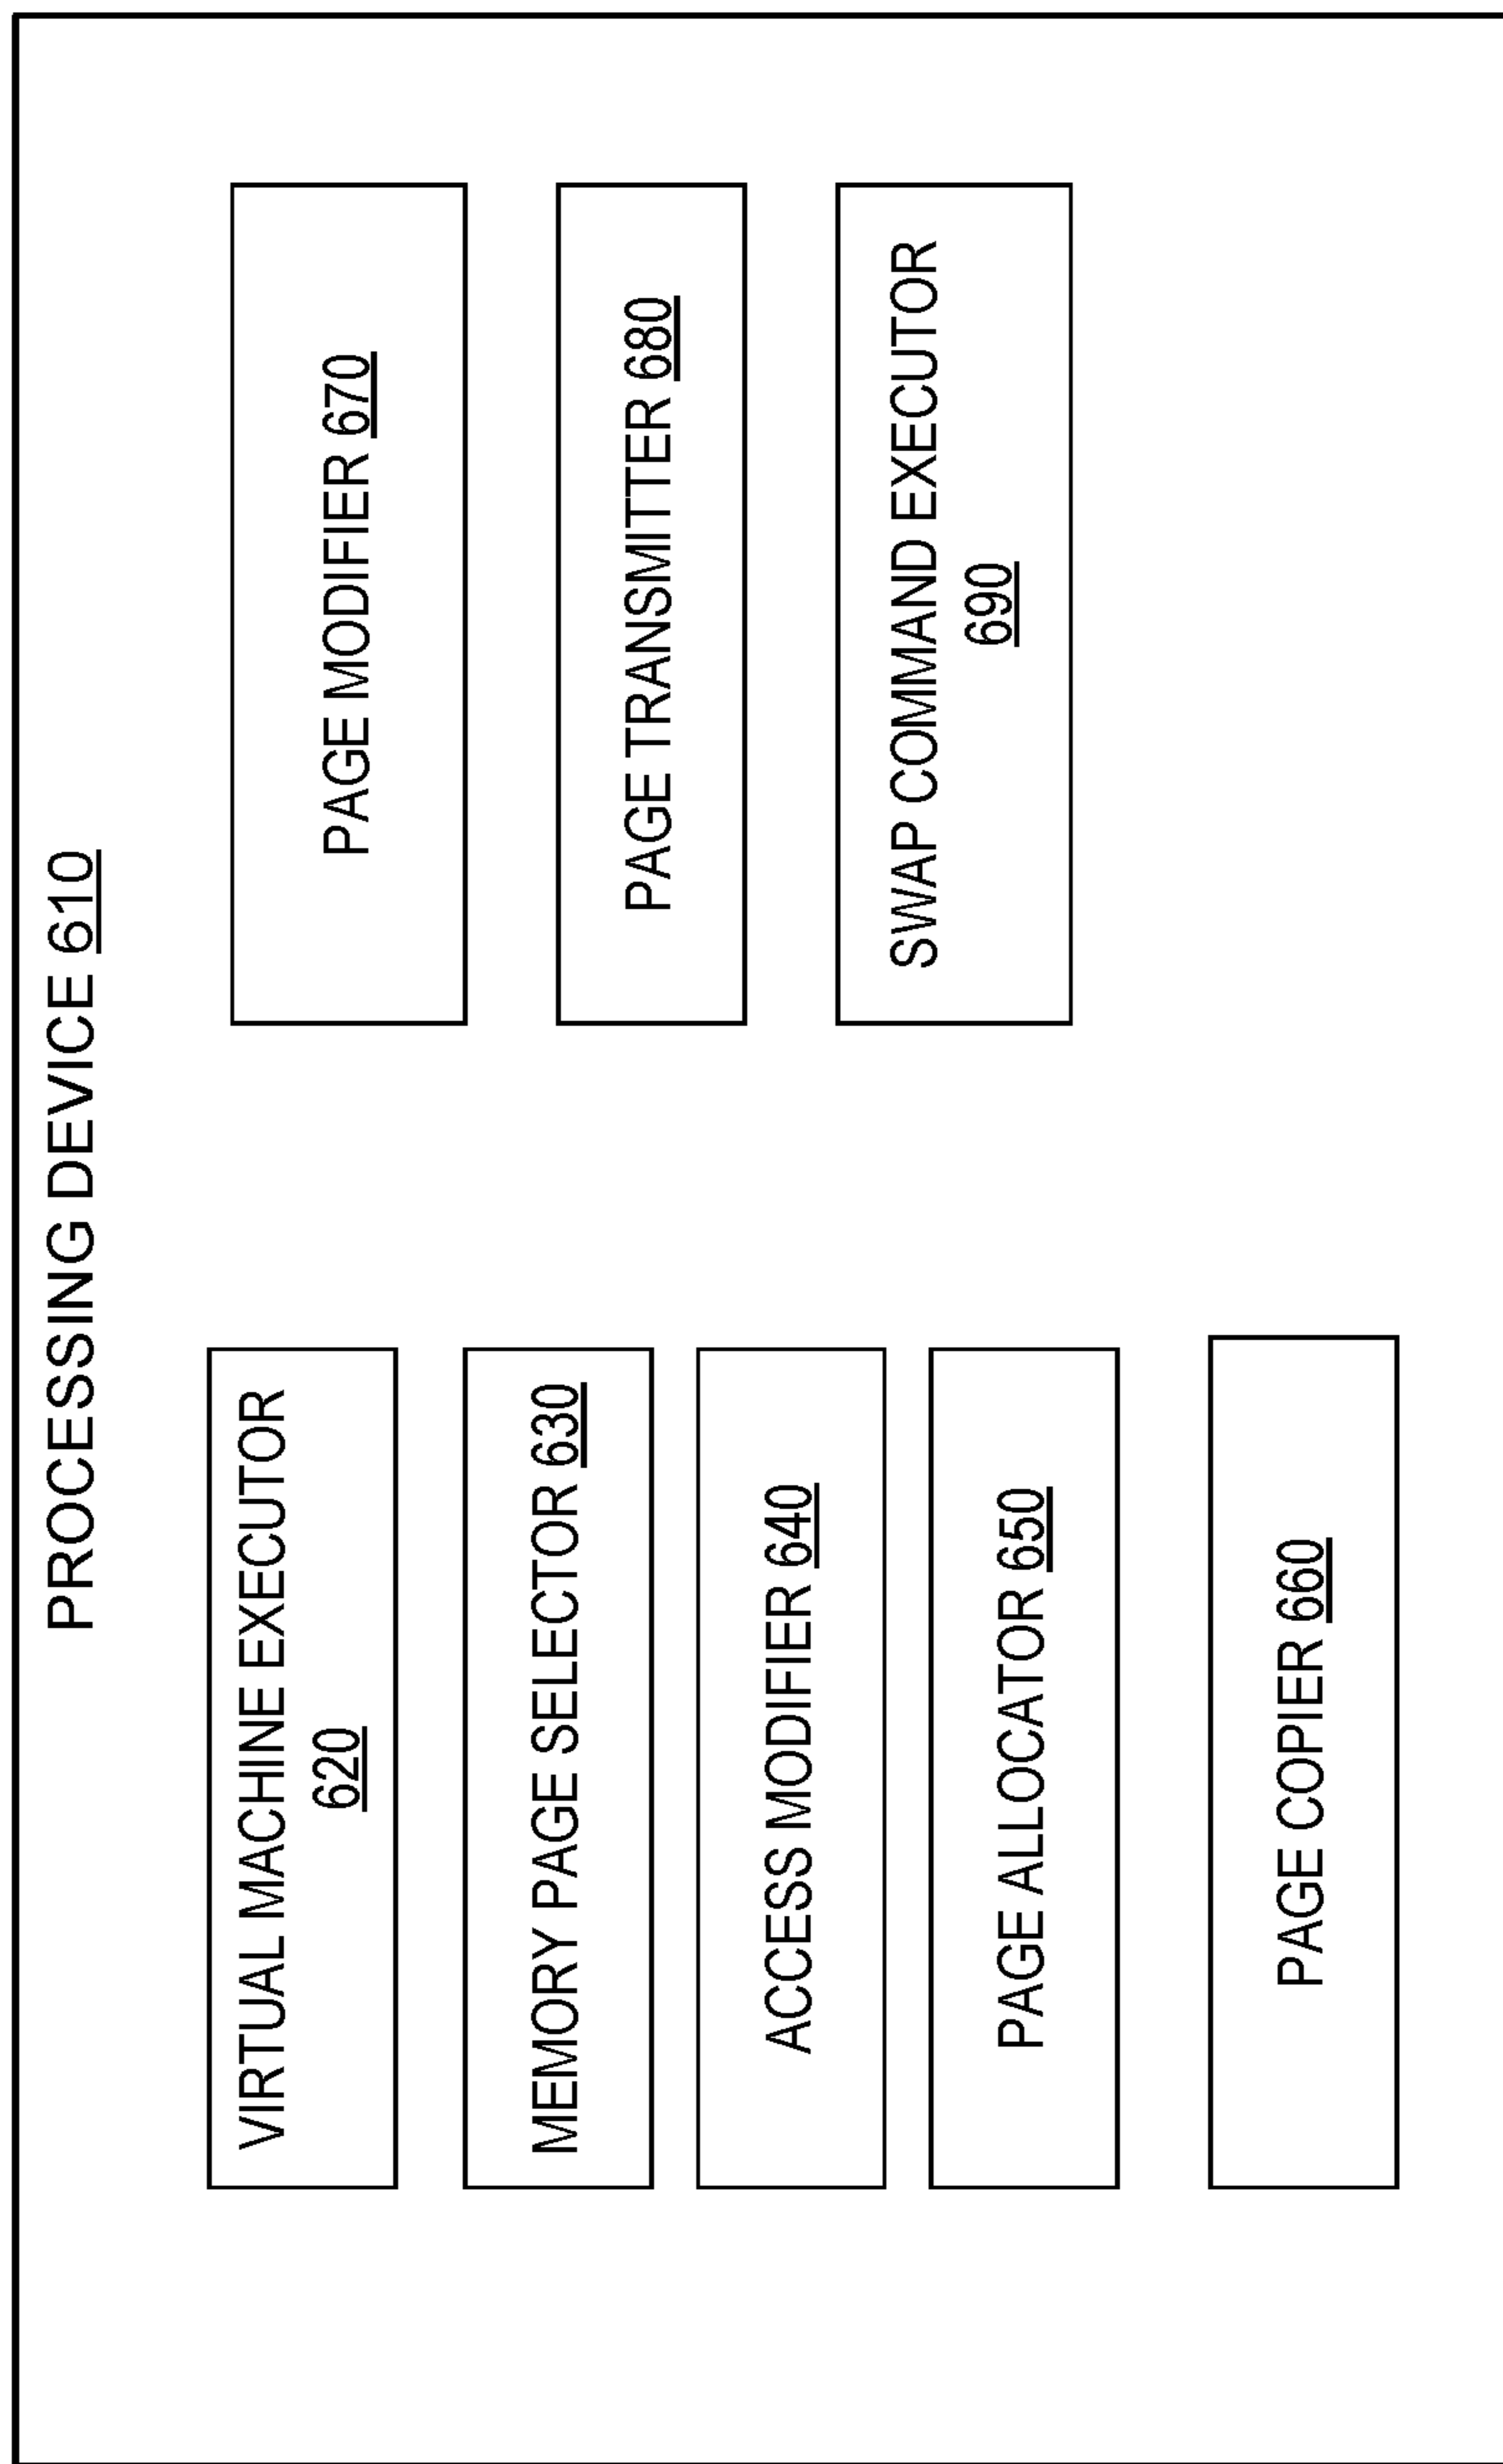 PROCESSING DEVICE 610
VIRTUAL MACHINE EXECUTOR
620
MEMORY PAGE SELECTOR 630
ACCESS MODIFIER 640
PAGE ALLOCATOR 650
PAGE COPIER 660
PAGE MODIFIER 670
PAGE TRANSMITTER 680
SWAP COMMAND EXECUTOR
690